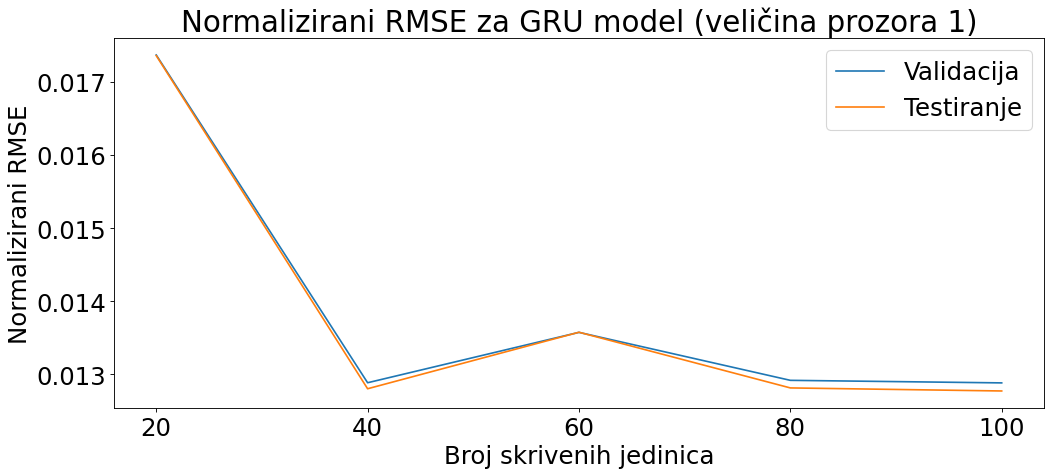 Normalizirani RMSE za GRU model (veličina prozora 1)
Validacija
Testiranje
Normalizirani RMSE
0.017
0.016
0.015
0.014
0.013
20 40 60 80 100
Broj skrivenih jedinica